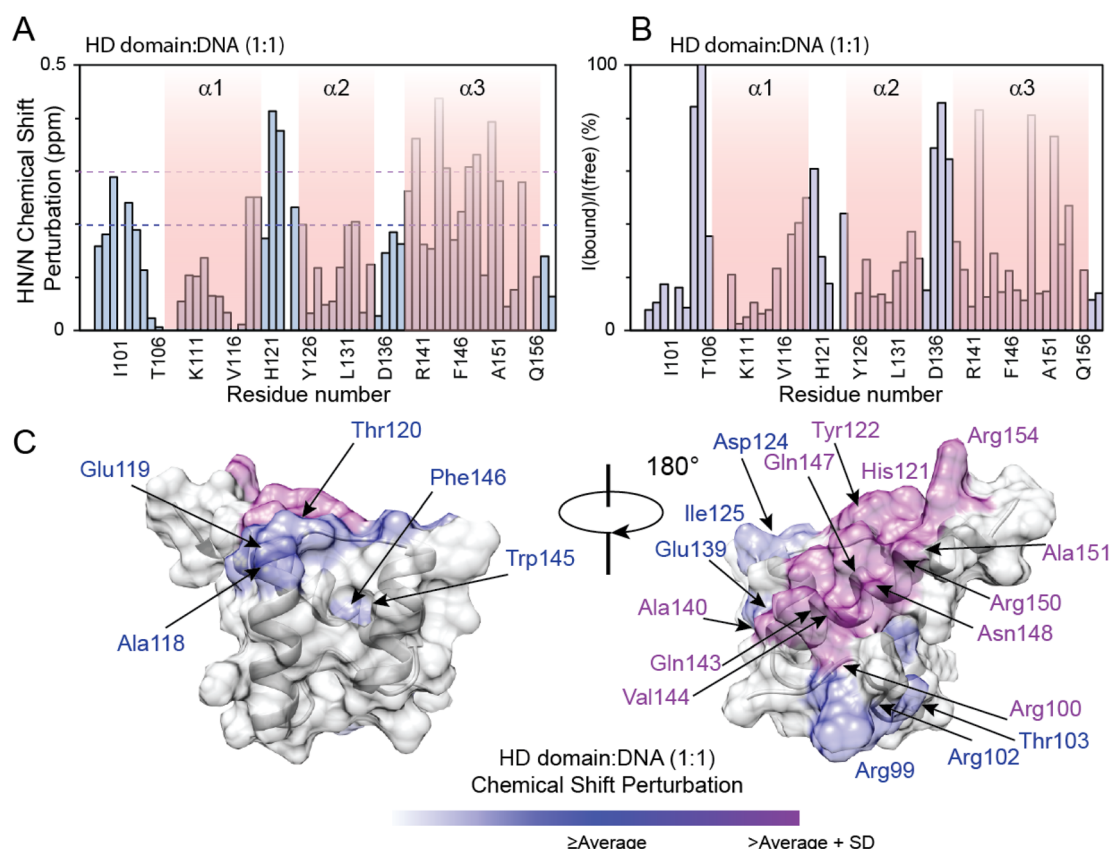 A
HD domain:DNA (1:1)
0.5
α1
α2
α3
HN/N Chemical Shift
Perturbation (ppm)
0
I101
T106
K111
V116
H121
Y126
L131
D136
R141
F146
A151
Q156
Residue number
B
HD domain:DNA (1:1)
100
α1
α2
α3
I(bound)/I(free) (%)
0
I101
T106
K111
V116
H121
Y126
L131
D136
R141
F146
A151
Q156
Residue number
C
Thr120
Glu119
Phe146
Trp145
Ala118
180°
Tyr122
Asp124
Gln147
Arg154
His121
Ile125
Glu139
Ala151
Ala140
Arg150
Asn148
Gln143
Val144
Arg100
Thr103
Arg102
Arg99
HD domain:DNA (1:1)
Chemical Shift Perturbation
≥Average
>Average + SD